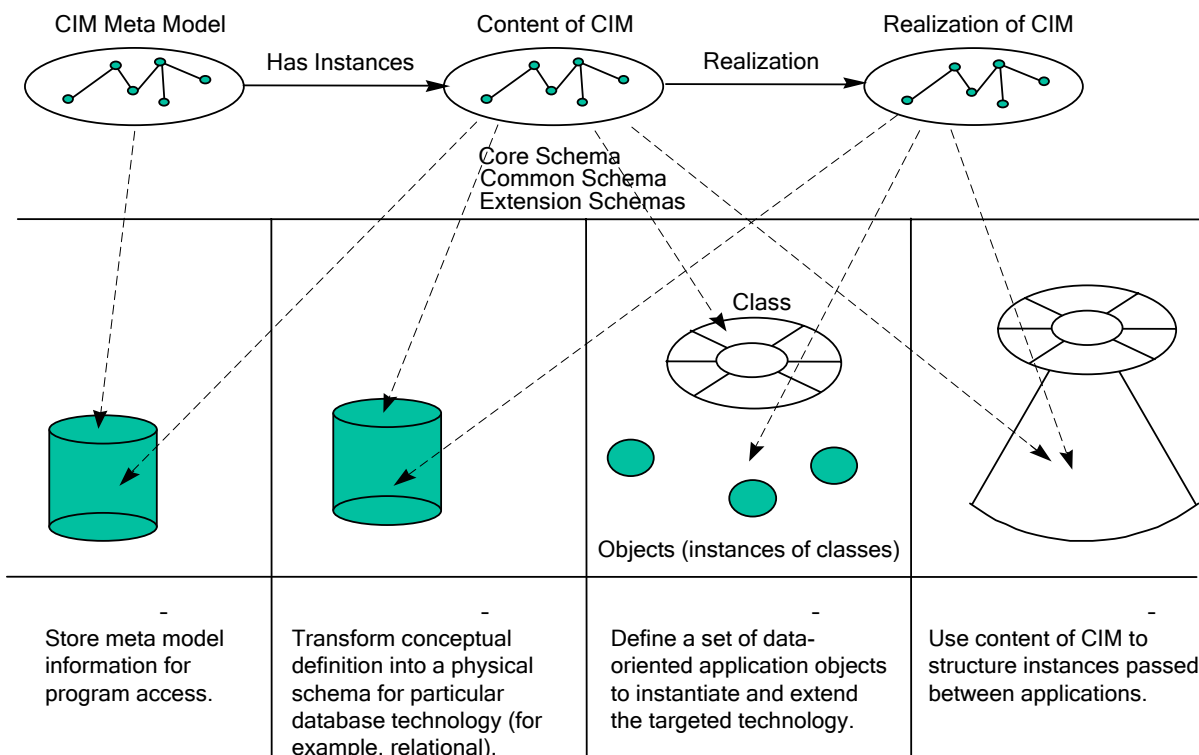 CIM Meta Model
Content of CIM
Realization of CIM
Has Instances
Realization
Core Schema
Common Schema
Extension Schemas
Class
Objects (instances of classes)
-
Store meta model
information for
program access.
-
Transform conceptual
definition into a physical
schema for particular
database technology (for
example, relational).
-
Define a set of data-
oriented application objects
to instantiate and extend
the targeted technology.
-
Use content of CIM to
structure instances passed
between applications.